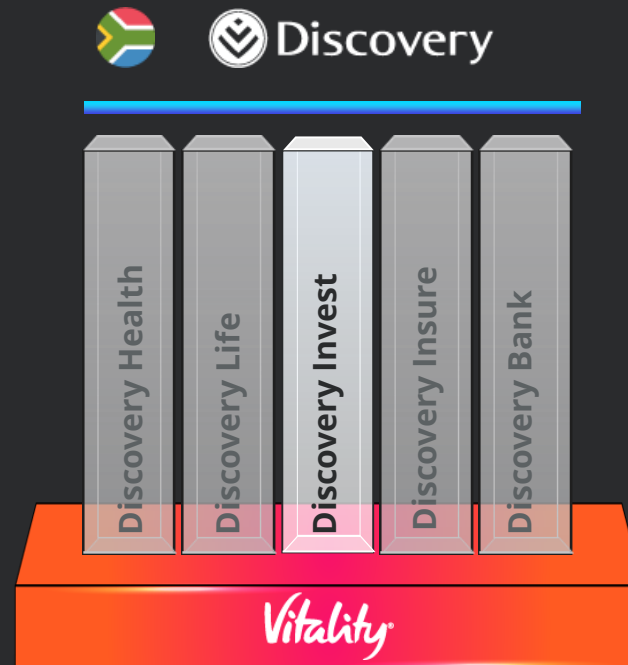 Discovery
Discovery Health
Discovery Life
Discovery Invest
Discovery Insure
Discovery Bank
Vitality®